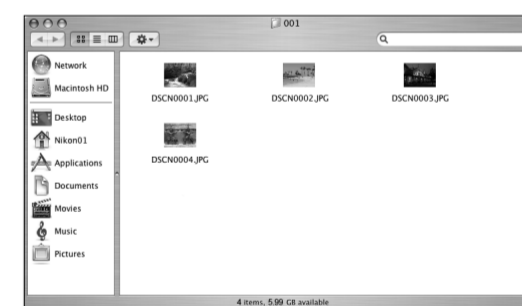 001
Network
Macintosh HD
Desktop
Nikon01
Applications
Documents
Movies
Music
Pictures
DSCN0001.JPG
DSCN0002.JPG
DSCN0003.JPG
DSCN0004.JPG
4 items, 5.99 GB available